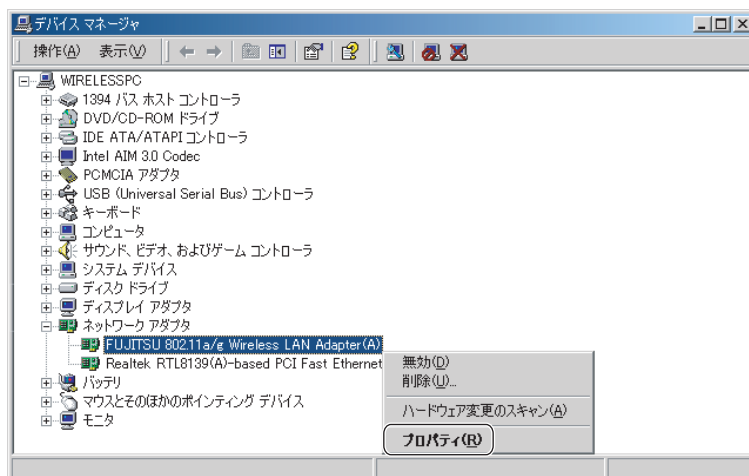 デバイス マネージャ
操作(A) 表示(V)
WIRELESSPC
1394 バス ホスト コントローラ
DVD/CD-ROM ドライブ
IDE ATA/ATAPI コントローラ
Intel AIM 3.0 Codec
PCMCIA アダプタ
USB (Universal Serial Bus) コントローラ
キーボード
コンピュータ
サウンド、ビデオ、およびゲーム コントローラ
システム デバイス
ディスク ドライブ
ディスプレイ アダプタ
ネットワーク アダプタ
FUJITSU 802.11a/g Wireless LAN Adapter(A)
Realtek RTL8139(A)-based PCI Fast Ethernet
バッテリ
マウスとそのほかのポインティング デバイス
モニタ
無効(D)
削除(U)...
ハードウェア変更のスキャン(A)
プロパティ(R)